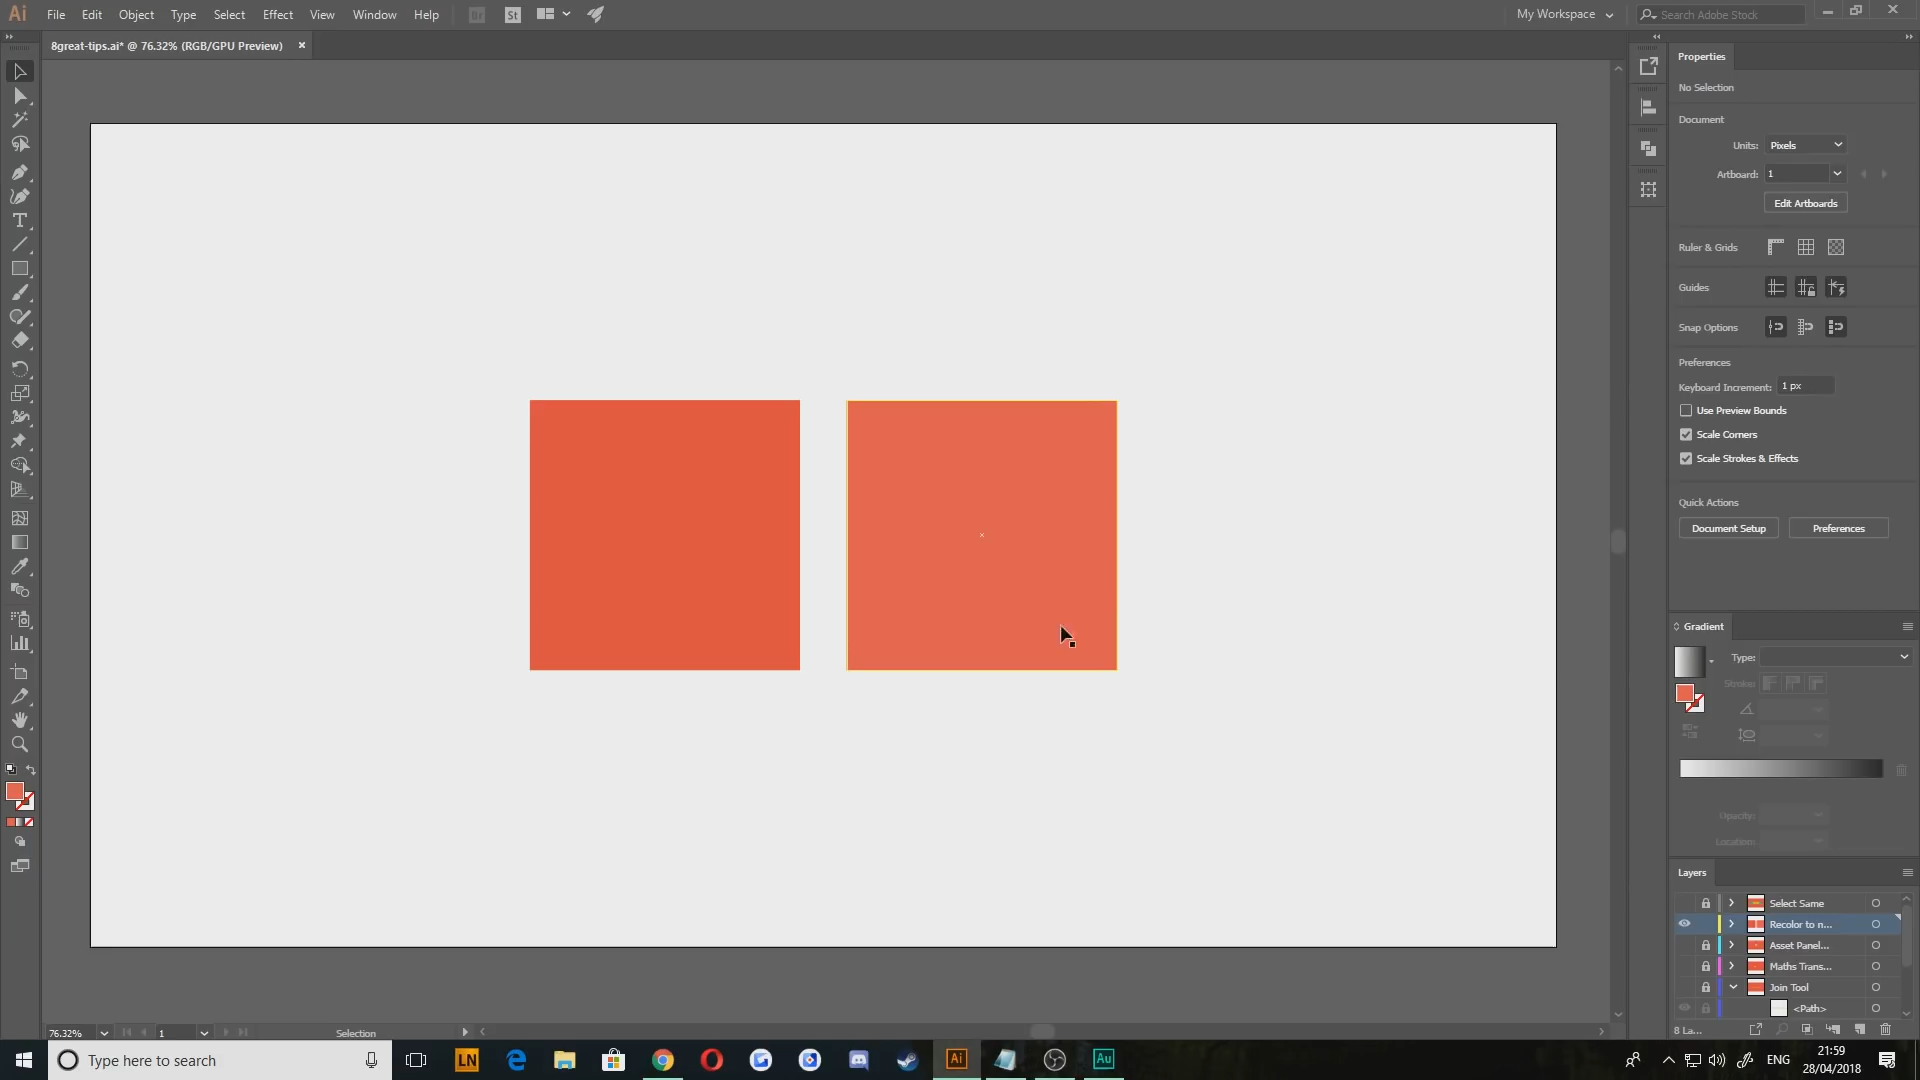 Ai File Edit Object Type Select Effect View Window Help Br St My Workspace Search Adobe Stock
8great-tips.ai* @ 76.32% (RGB/GPU Preview) ×
Properties
No Selection
Document
Units: Pixels
Artboard: 1
Edit Artboards
Ruler & Grids
Guides
Snap Options
Preferences
Keyboard Increment: 1 px
Use Preview Bounds
Scale Corners
Scale Strokes & Effects
Quick Actions
Document Setup Preferences
Gradient
Type:
Stroke:
Opacity:
Location:
Layers
Select Same
Recolor to n...
Asset Panel...
Maths Trans...
Join Tool
<Path>
8 La...
76.32% 1 Selection
Type here to search LN Ai Au ENG 21:59
28/04/2018